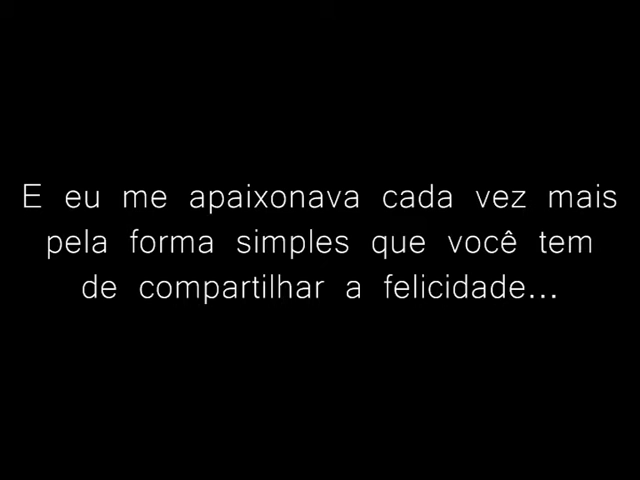 E eu me apaixonava cada vez mais
pela forma simples que você tem
de compartilhar a felicidade...